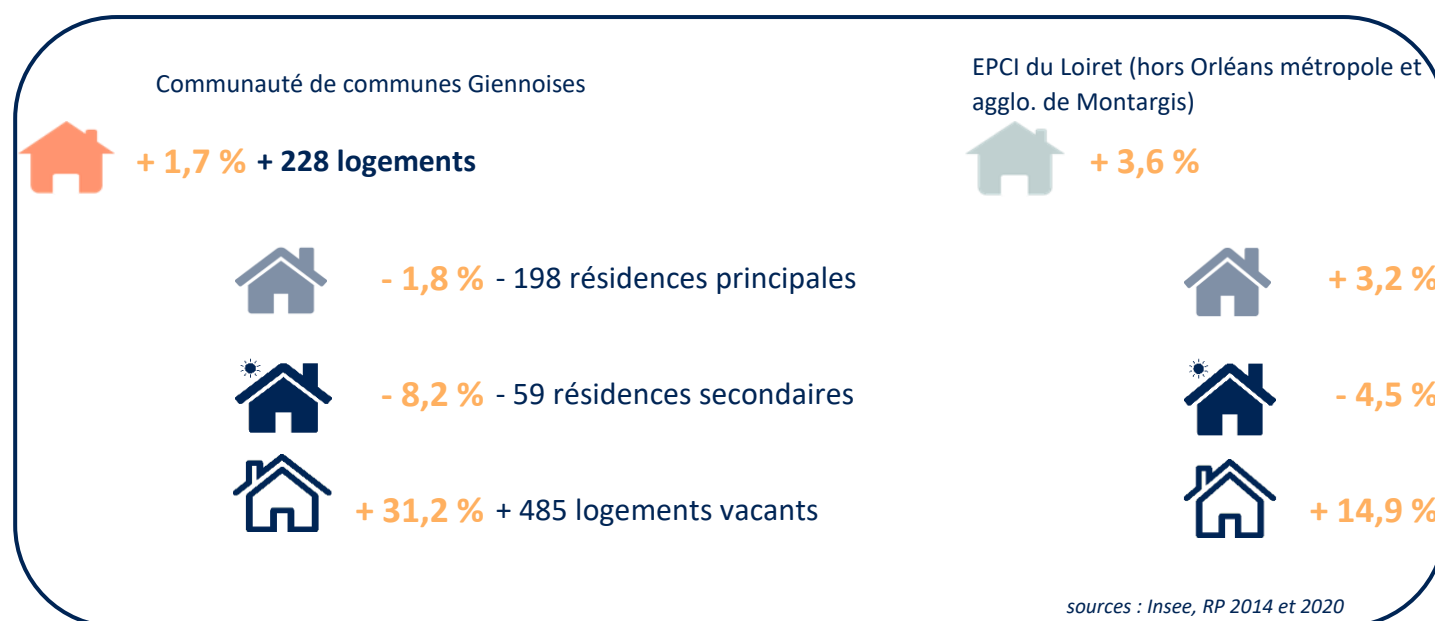 Communauté de communes Giennoises
EPCI du Loiret (hors Orléans métropole et
agglo. de Montargis)
+ 1,7 % + 228 logements
+ 3,6 %
- 1,8 % - 198 résidences principales
+ 3,2 %
- 8,2 % - 59 résidences secondaires
- 4,5 %
+ 31,2 % + 485 logements vacants
+ 14,9 %
sources : Insee, RP 2014 et 2020